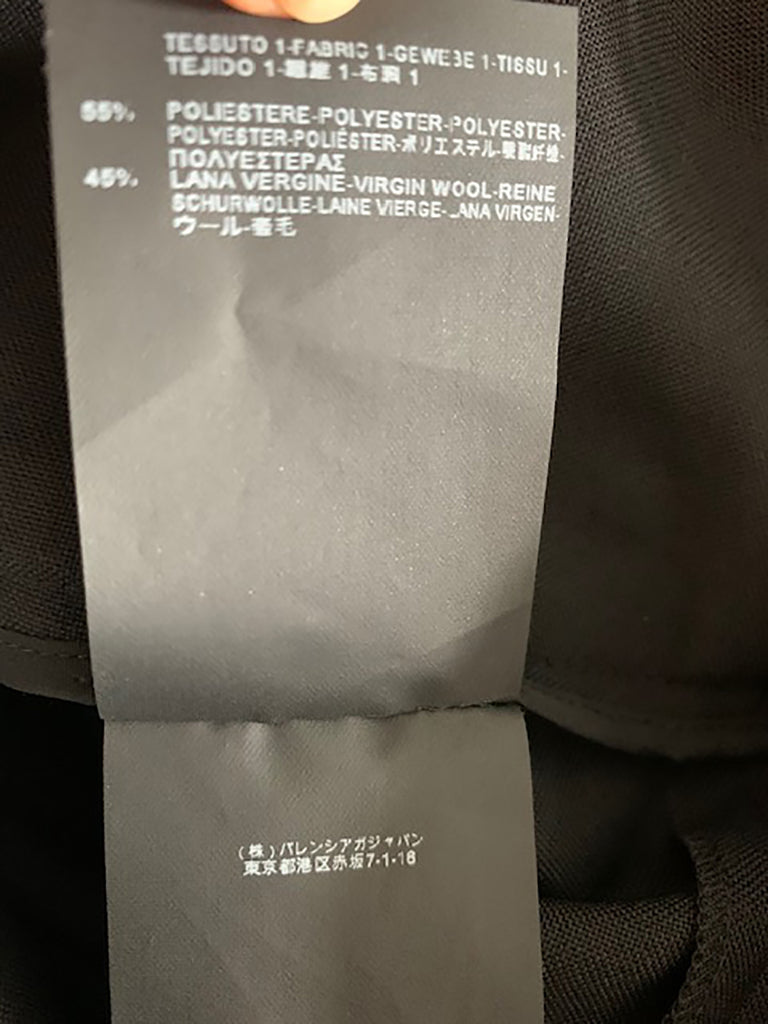 TESSUTO 1-FABRIC 1-GEWEBE 1-TISSU 1-
TEJIDO 1-繊維 1-布料 1
55% POLIESTERE-POLYESTER-POLYESTER-
POLYESTER-POLIÉSTER-ポリエステル-聚酯纤维-
ΠΟΛΥΕΣΤΕΡΑΣ
45% LANA VERGINE-VIRGIN WOOL-REINE
SCHURWOLLE-LAINE VIERGE-LANA VIRGEN-
ウール-羊毛
(株)バレンシアガジャパン
東京都港区赤坂7-1-16